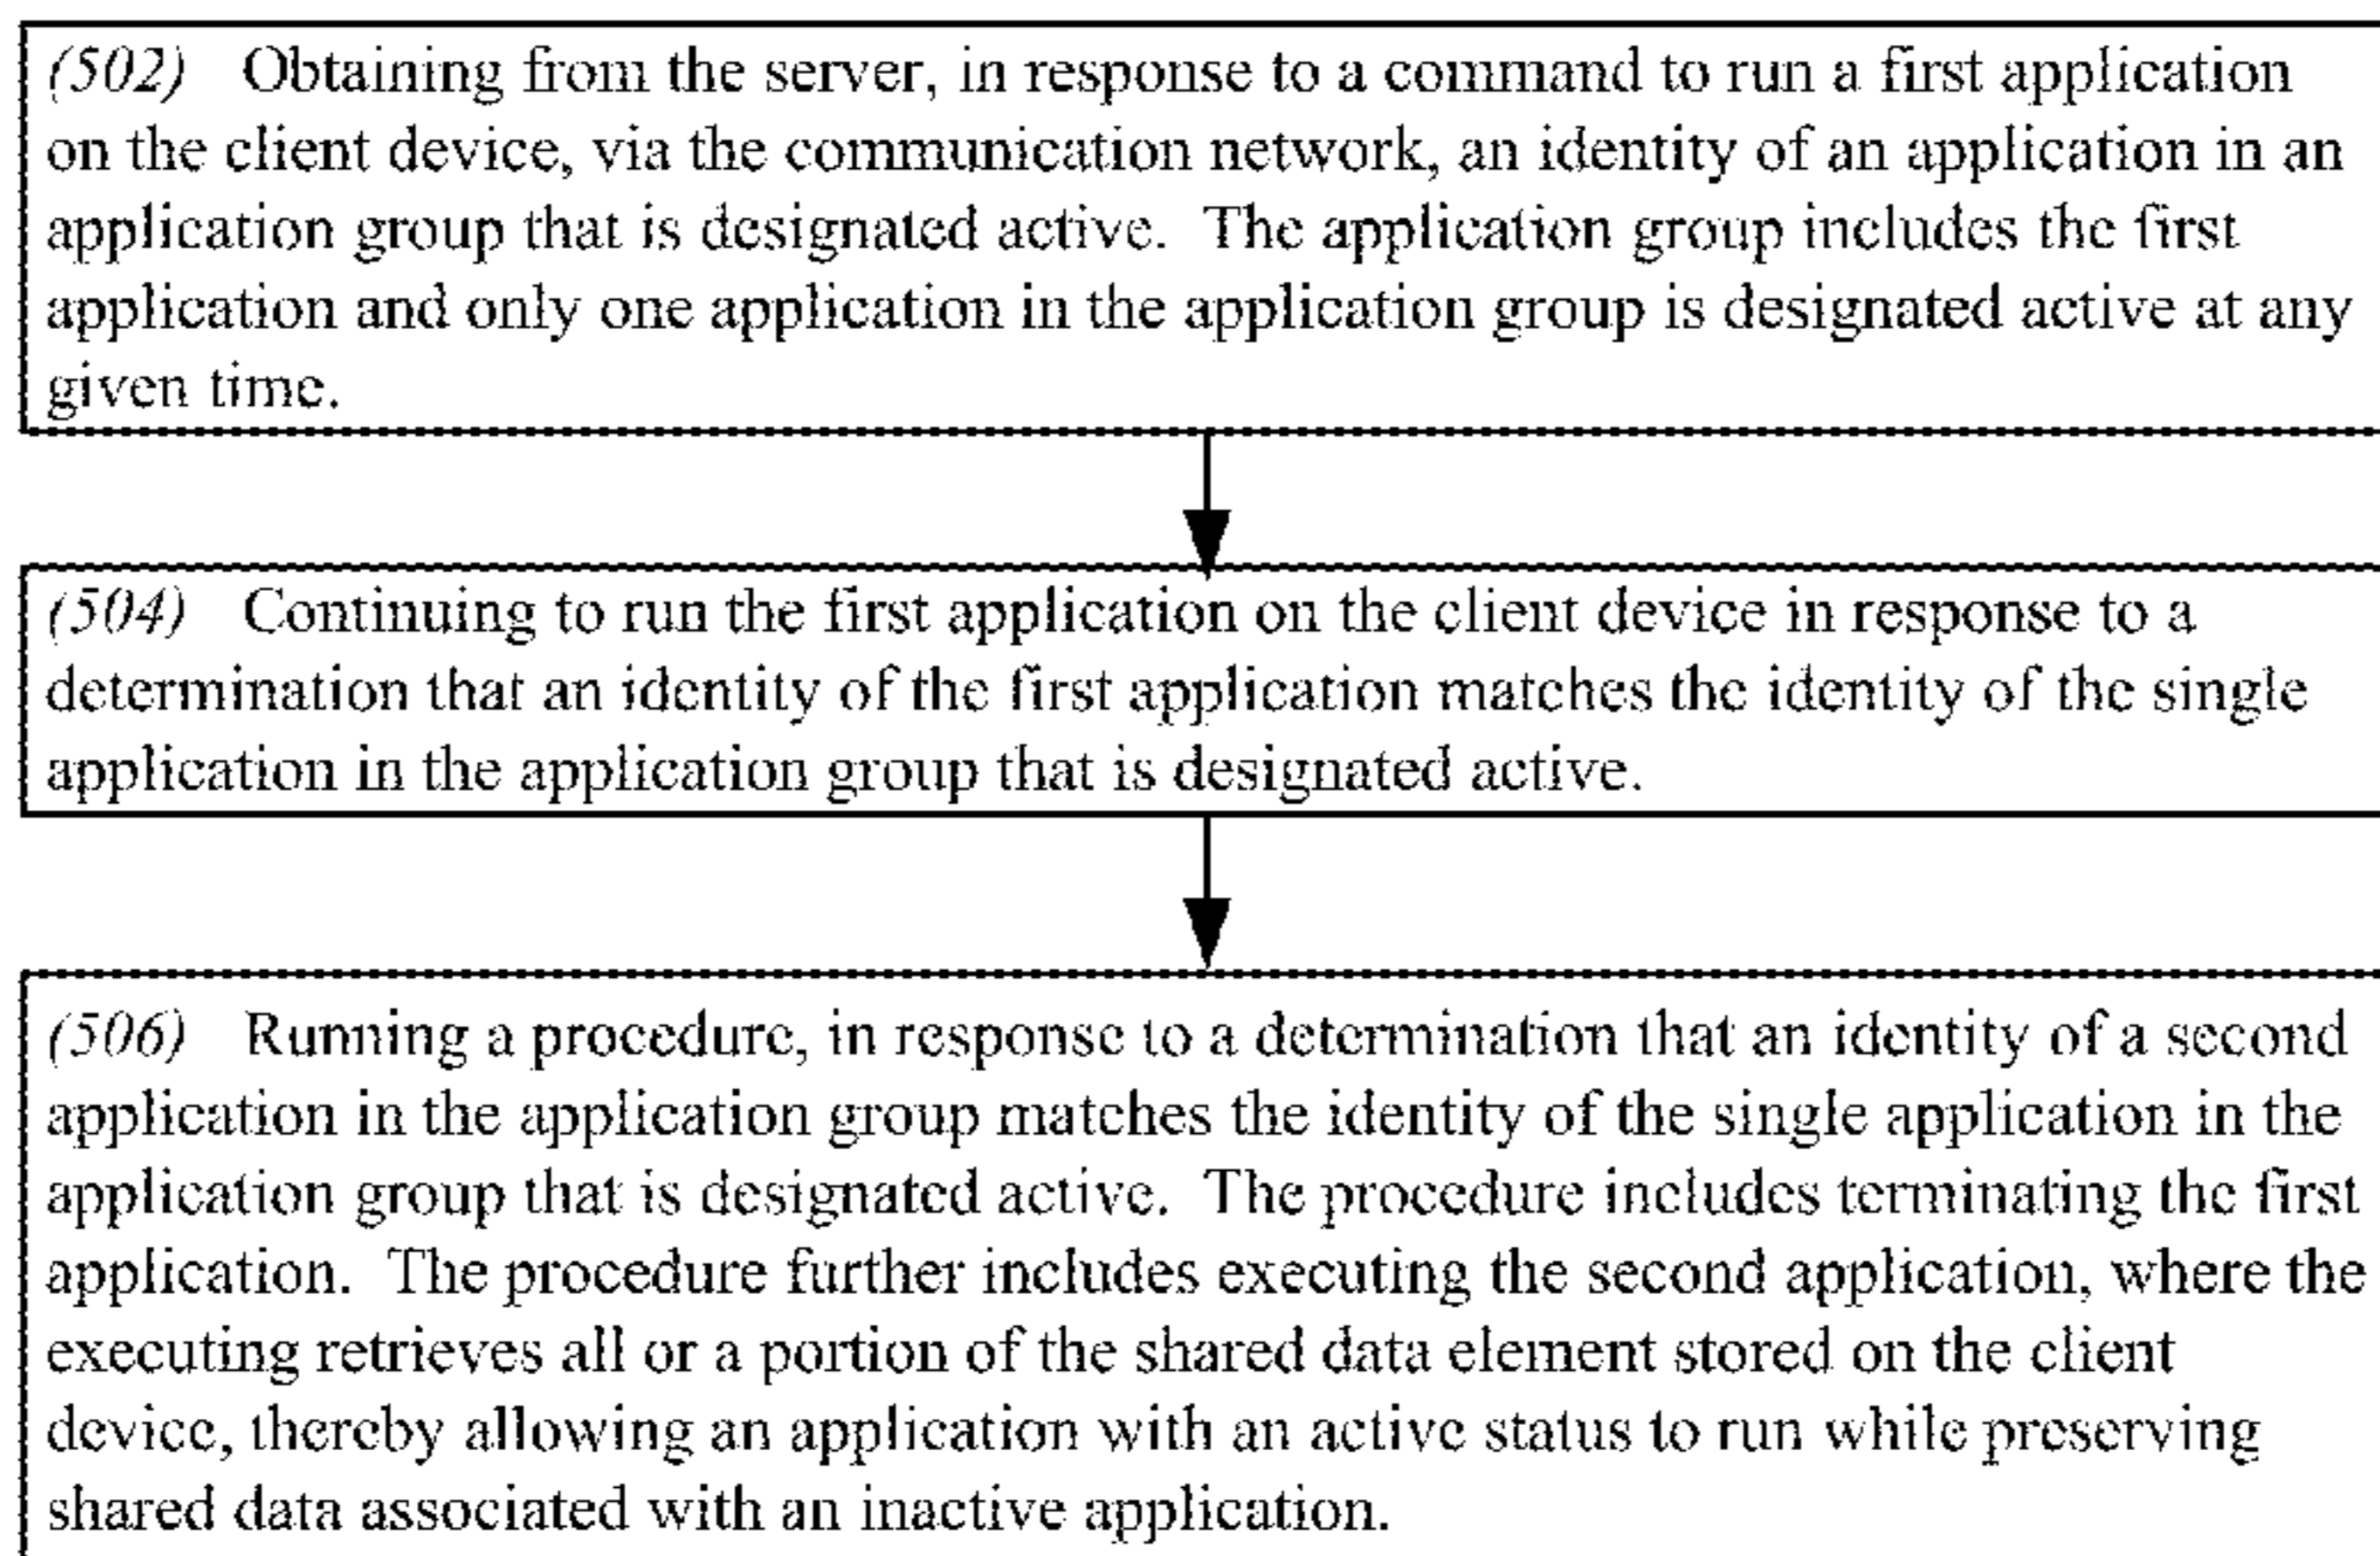 (502) Obtaining from the server, in response to a command to run a first application
on the client device, via the communication network, an identity of an application in an
application group that is designated active. The application group includes the first
application and only one application in the application group is designated active at any
given time.
(504) Continuing to run the first application on the client device in response to a
determination that an identity of the first application matches the identity of the single
application in the application group that is designated active.
(506) Running a procedure, in response to a determination that an identity of a second
application in the application group matches the identity of the single application in the
application group that is designated active. The procedure includes terminating the first
application. The procedure further includes executing the second application, where the
executing retrieves all or a portion of the shared data element stored on the client
device, thereby allowing an application with an active status to run while preserving
shared data associated with an inactive application.